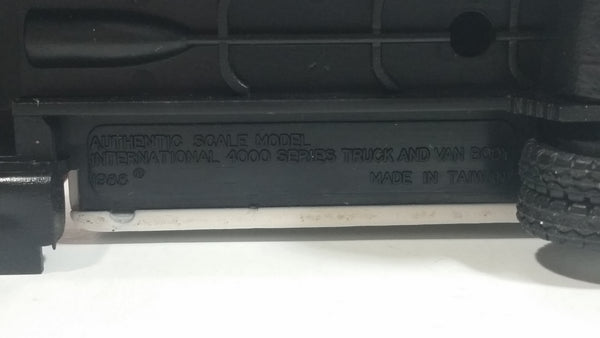 AUTHENTIC SCALE MODEL
INTERNATIONAL 4000 SERIES TRUCK AND VAN BODY
1986 ® MADE IN TAIWAN